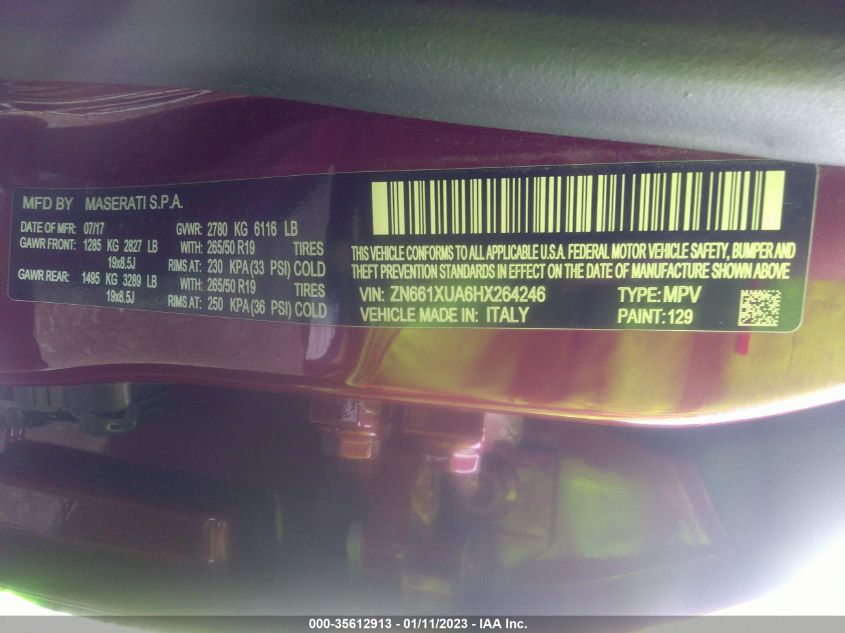 MFD BY MASERATI S.P.A.
DATE OF MFR: 07/17 GVWR: 2780 KG 6116 LB
GAWR FRONT: 1285 KG 2827 LB WITH: 265/50 R19 TIRES
19x8.5J RIMS AT: 230 KPA (33 PSI) COLD
GAWR REAR: 1495 KG 3289 LB WITH: 265/50 R19 TIRES
19x8.5J RIMS AT: 250 KPA (36 PSI) COLD
THIS VEHICLE CONFORMS TO ALL APPLICABLE U.S.A. FEDERAL MOTOR VEHICLE SAFETY, BUMPER AND
THEFT PREVENTION STANDARDS IN EFFECT ON THE DATE OF MANUFACTURE SHOWN ABOVE
VIN: ZN661XUA6HX264246 TYPE: MPV
VEHICLE MADE IN: ITALY PAINT: 129
000-35612913 - 01/11/2023 - IAA Inc.